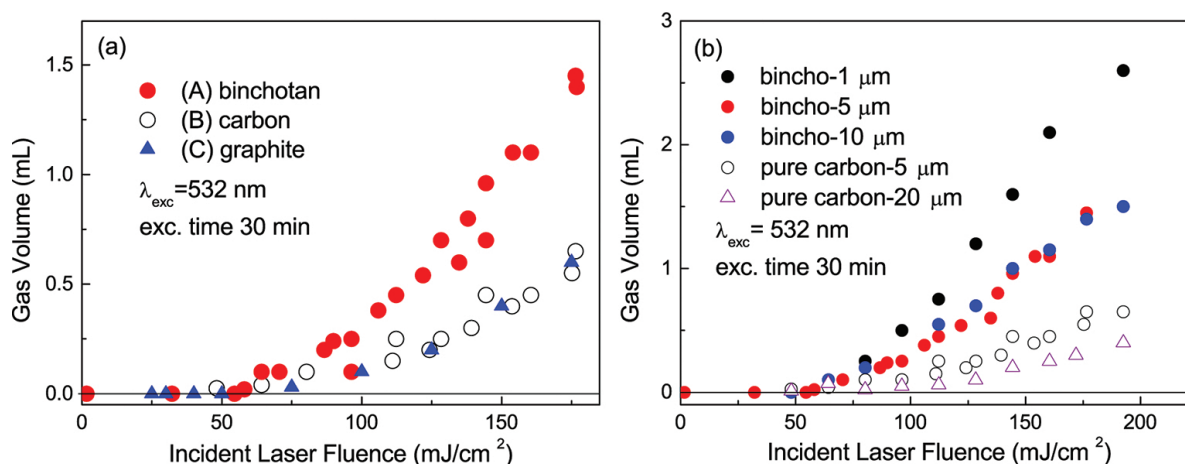 (a)
(A) binchotan
(B) carbon
(C) graphite
λexc=532 nm
exc. time 30 min
Gas Volume (mL)
1.5
1.0
0.5
0.0
0 50 100 150
Incident Laser Fluence (mJ/cm²)
(b)
bincho-1 μm
bincho-5 μm
bincho-10 μm
pure carbon-5 μm
pure carbon-20 μm
λexc= 532 nm
exc. time 30 min
Gas Volume (mL)
3
2
1
0
0 50 100 150 200
Incident Laser Fluence (mJ/cm²)